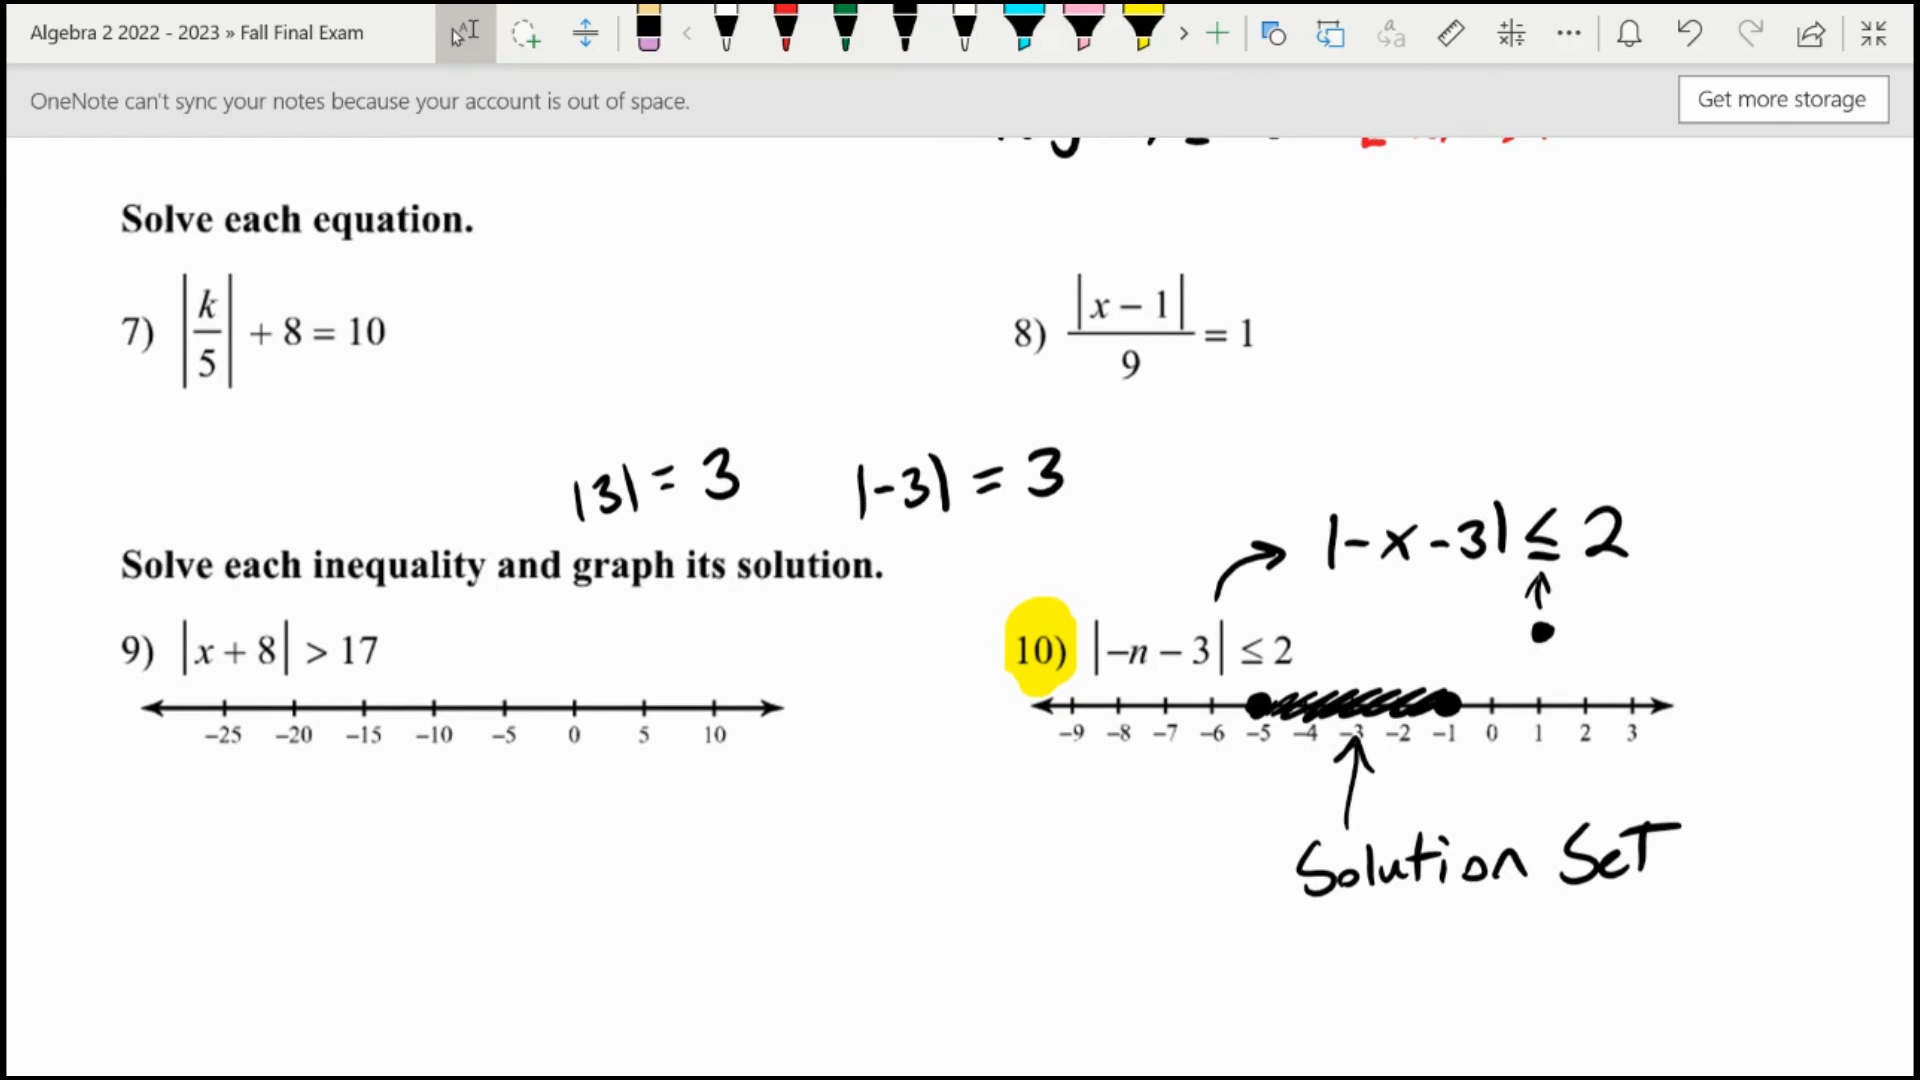 Algebra 2 2022 - 2023 » Fall Final Exam
OneNote can't sync your notes because your account is out of space.
Get more storage
Solve each equation.
7) |k/5| + 8 = 10
8) |x − 1|/9 = 1
|3| = 3
|-3| = 3
|-x-3| ≤ 2
Solve each inequality and graph its solution.
9) |x + 8| > 17
10) |−n − 3| ≤ 2
−25 −20 −15 −10 −5 0 5 10
−9 −8 −7 −6 −5 −4 −3 −2 −1 0 1 2 3
Solution Set